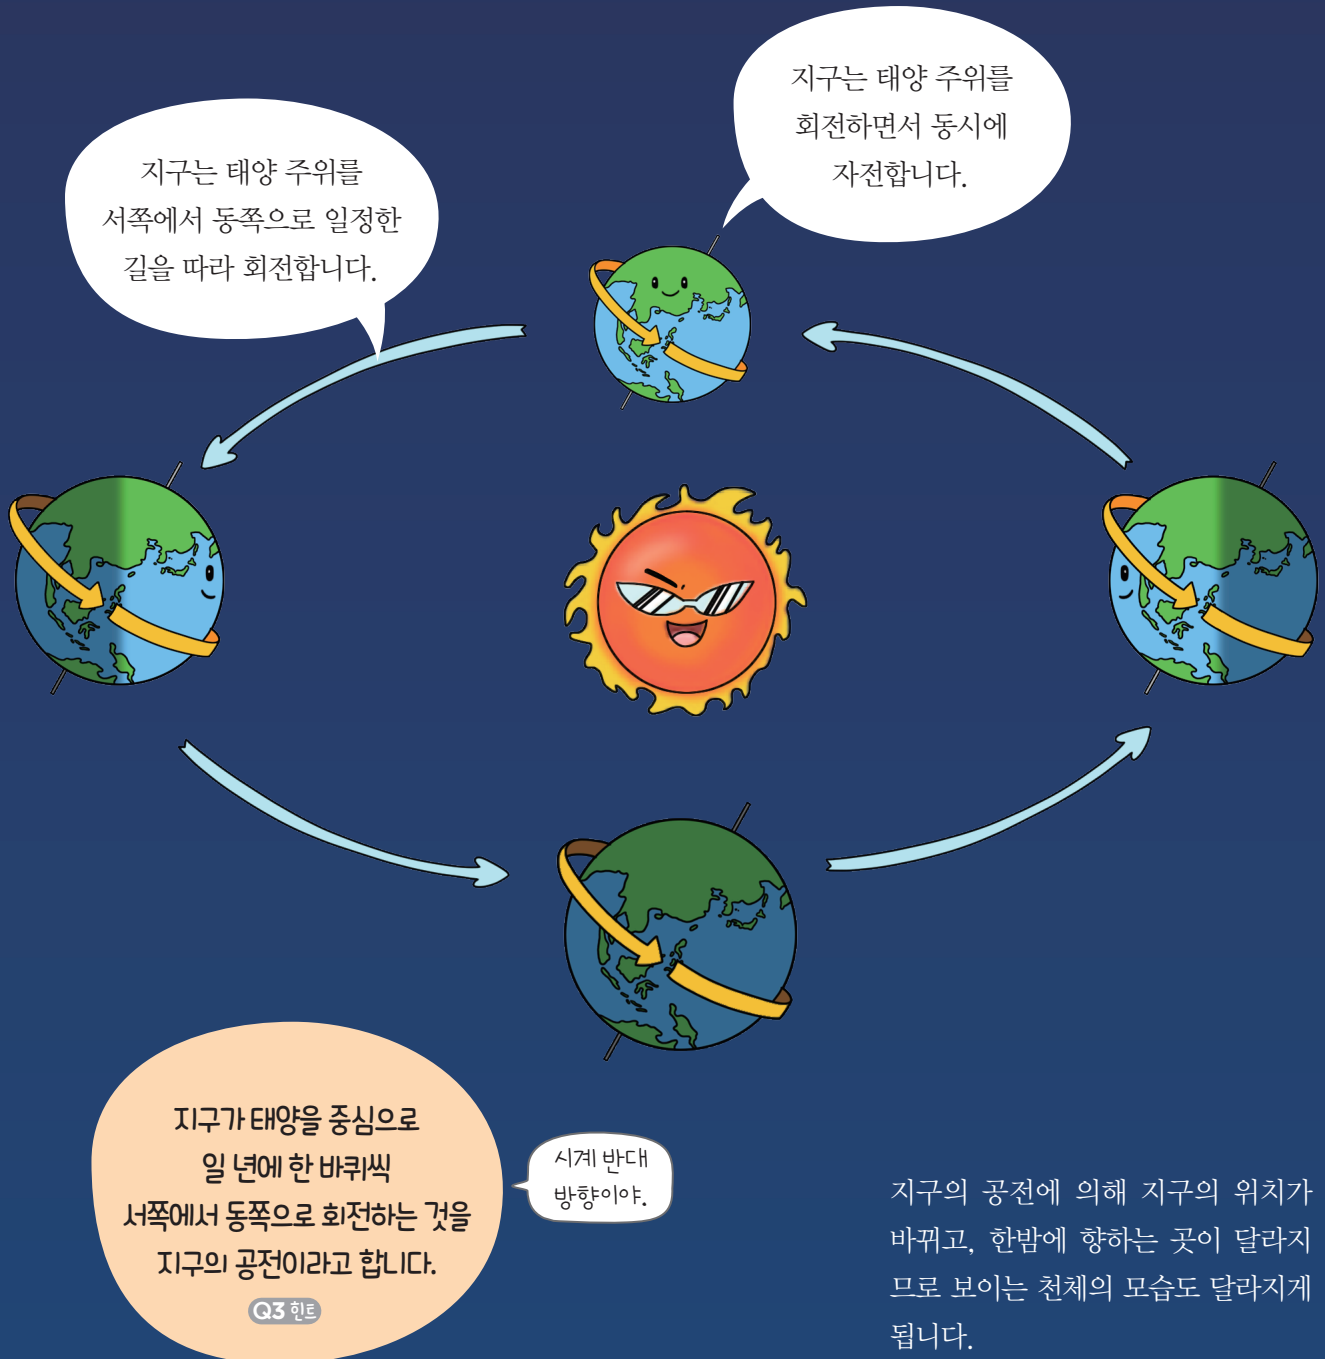 지구는 태양 주위를
회전하면서 동시에
자전합니다.
지구는 태양 주위를
서쪽에서 동쪽으로 일정한
길을 따라 회전합니다.
지구가 태양을 중심으로
일 년에 한 바퀴씩
서쪽에서 동쪽으로 회전하는 것을
지구의 공전이라고 합니다.
Q3 힌트
시계 반대
방향이야.
지구의 공전에 의해 지구의 위치가
바뀌고, 한밤에 향하는 곳이 달라지
므로 보이는 천체의 모습도 달라지게
됩니다.